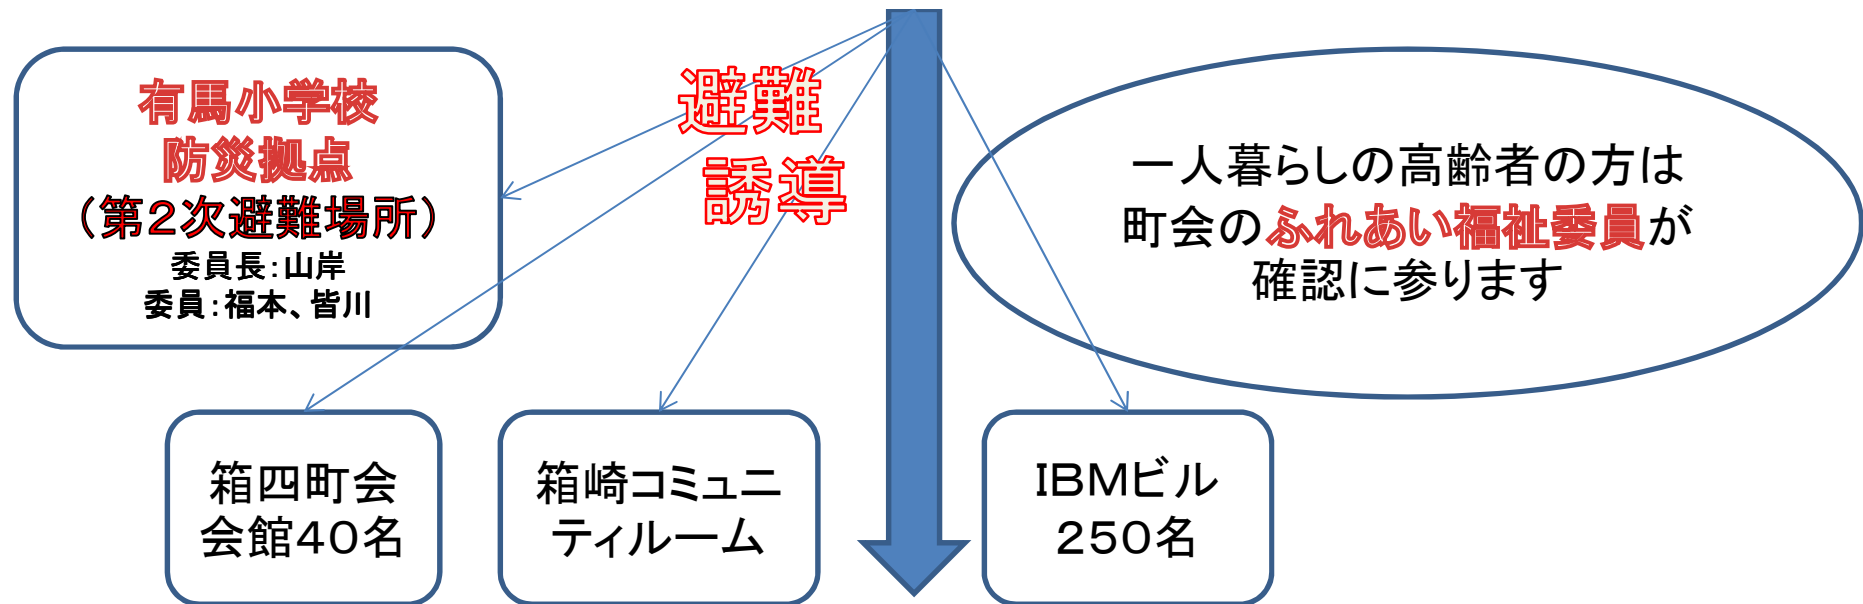 有馬小学校
防災拠点
（第２次避難場所）
委員長：山岸
委員：福本、皆川
避難
誘導
一人暮らしの高齢者の方は
町会のふれあい福祉委員が
確認に参ります
箱四町会
会館４０名
箱崎コミュニ
ティルーム
ＩＢＭビル
２５０名